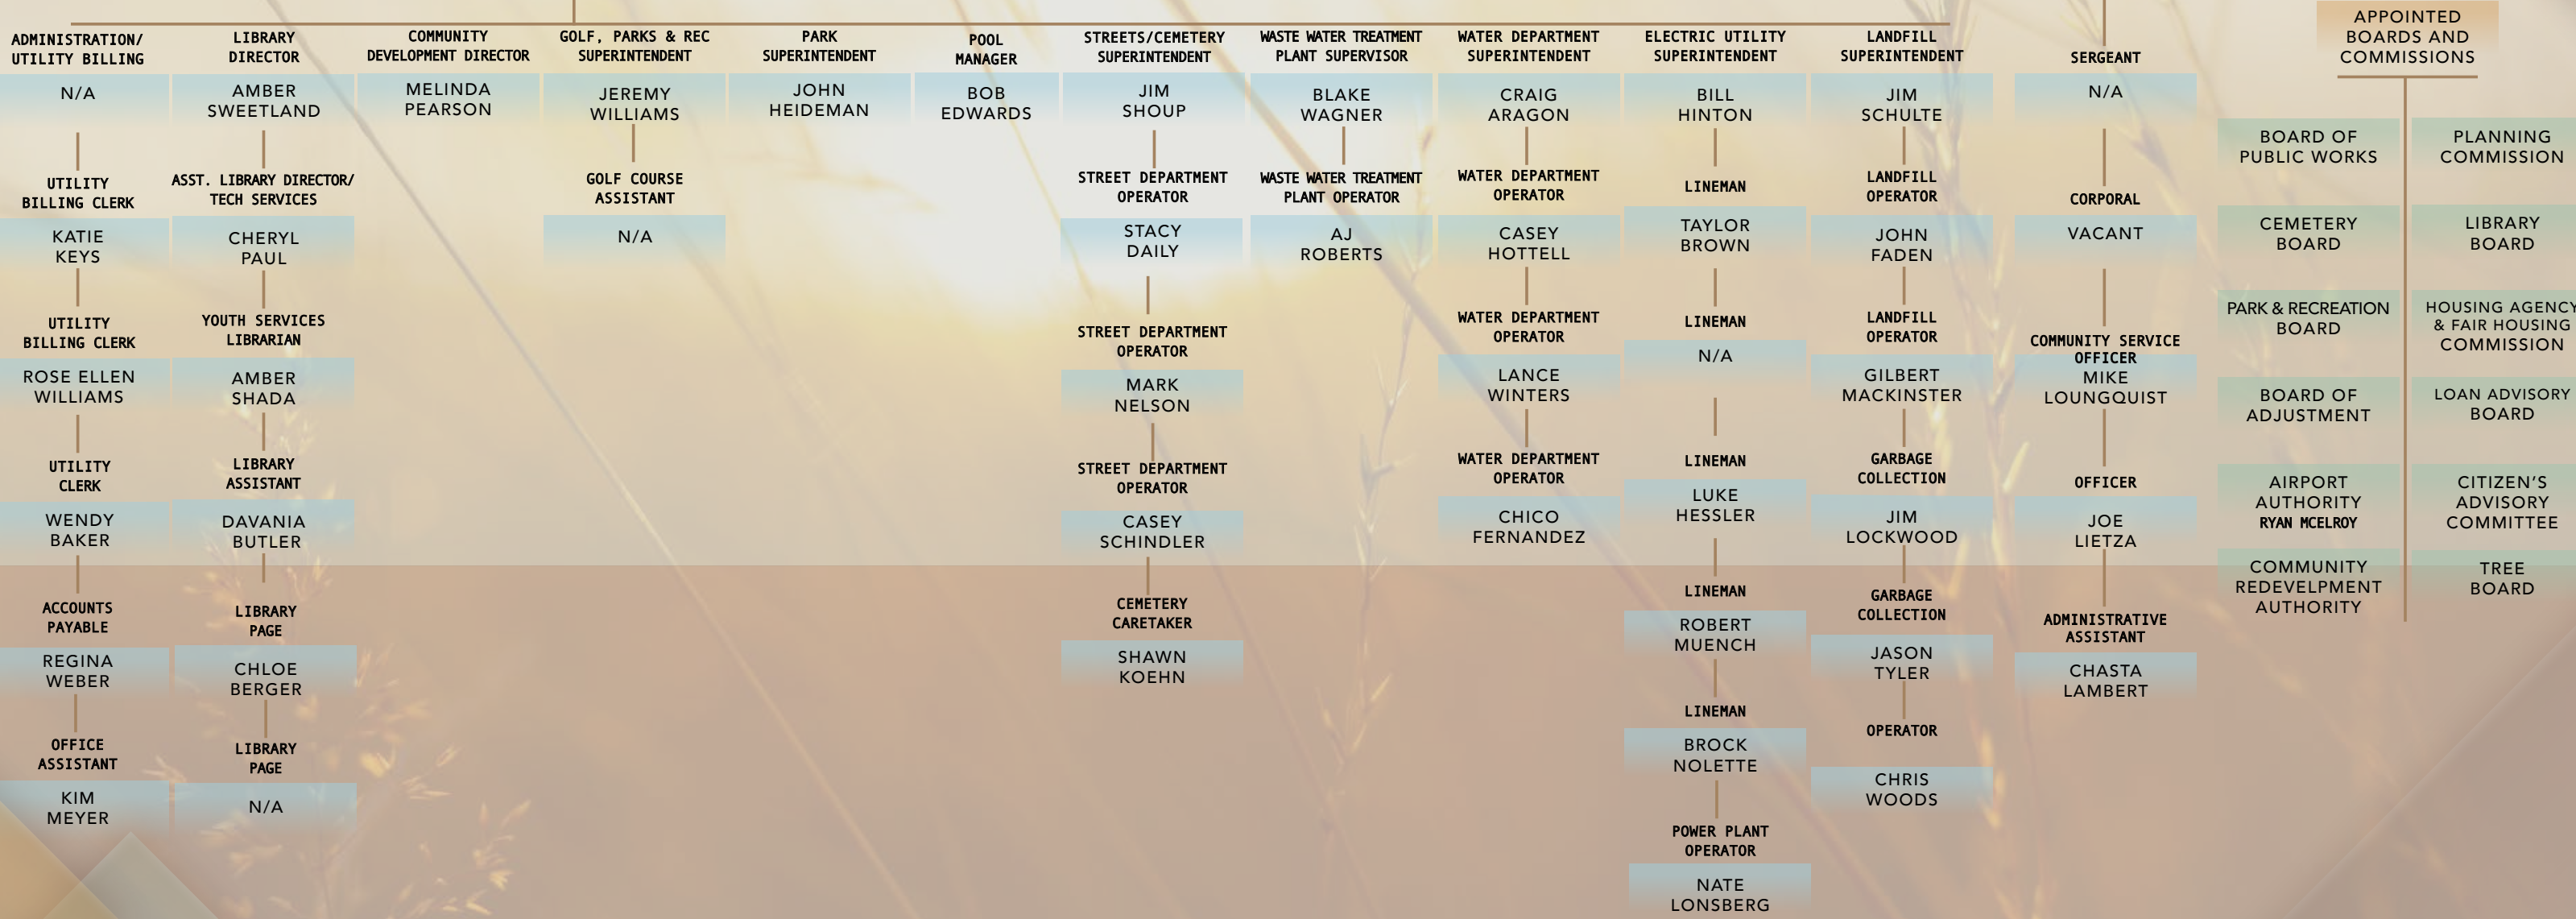 ADMINISTRATION/
UTILITY BILLING
N/A
UTILITY
BILLING CLERK
KATIE
KEYS
UTILITY
BILLING CLERK
ROSE ELLEN
WILLIAMS
UTILITY
CLERK
WENDY
BAKER
ACCOUNTS
PAYABLE
REGINA
WEBER
OFFICE
ASSISTANT
KIM
MEYER
LIBRARY
DIRECTOR
AMBER
SWEETLAND
ASST. LIBRARY DIRECTOR/
TECH SERVICES
CHERYL
PAUL
YOUTH SERVICES
LIBRARIAN
AMBER
SHADA
LIBRARY
ASSISTANT
DAVANIA
BUTLER
LIBRARY
PAGE
CHLOE
BERGER
LIBRARY
PAGE
N/A
COMMUNITY
DEVELOPMENT DIRECTOR
MELINDA
PEARSON
GOLF, PARKS & REC
SUPERINTENDENT
JEREMY
WILLIAMS
GOLF COURSE
ASSISTANT
N/A
PARK
SUPERINTENDENT
JOHN
HEIDEMAN
POOL
MANAGER
BOB
EDWARDS
STREETS/CEMETERY
SUPERINTENDENT
JIM
SHOUP
STREET DEPARTMENT
OPERATOR
STACY
DAILY
STREET DEPARTMENT
OPERATOR
MARK
NELSON
STREET DEPARTMENT
OPERATOR
CASEY
SCHINDLER
CEMETERY
CARETAKER
SHAWN
KOEHN
WASTE WATER TREATMENT
PLANT SUPERVISOR
BLAKE
WAGNER
WASTE WATER TREATMENT
PLANT OPERATOR
AJ
ROBERTS
WATER DEPARTMENT
SUPERINTENDENT
CRAIG
ARAGON
WATER DEPARTMENT
OPERATOR
CASEY
HOTTELL
WATER DEPARTMENT
OPERATOR
LANCE
WINTERS
WATER DEPARTMENT
OPERATOR
CHICO
FERNANDEZ
ELECTRIC UTILITY
SUPERINTENDENT
BILL
HINTON
LINEMAN
TAYLOR
BROWN
LINEMAN
N/A
LINEMAN
LUKE
HESSLER
LINEMAN
ROBERT
MUENCH
LINEMAN
BROCK
NOLETTE
POWER PLANT
OPERATOR
NATE
LONSBERG
LANDFILL
SUPERINTENDENT
JIM
SCHULTE
LANDFILL
OPERATOR
JOHN
FADEN
LANDFILL
OPERATOR
GILBERT
MACKINSTER
GARBAGE
COLLECTION
JIM
LOCKWOOD
GARBAGE
COLLECTION
JASON
TYLER
OPERATOR
CHRIS
WOODS
SERGEANT
N/A
CORPORAL
VACANT
COMMUNITY SERVICE
OFFICER
MIKE
LOUNGQUIST
OFFICER
JOE
LIETZA
ADMINISTRATIVE
ASSISTANT
CHASTA
LAMBERT
APPOINTED
BOARDS AND
COMMISSIONS
BOARD OF
PUBLIC WORKS
CEMETERY
BOARD
PARK & RECREATION
BOARD
BOARD OF
ADJUSTMENT
AIRPORT
AUTHORITY
RYAN MCELROY
COMMUNITY
REDEVELPMENT
AUTHORITY
PLANNING
COMMISSION
LIBRARY
BOARD
HOUSING AGENCY
& FAIR HOUSING
COMMISSION
LOAN ADVISORY
BOARD
CITIZEN'S
ADVISORY
COMMITTEE
TREE
BOARD